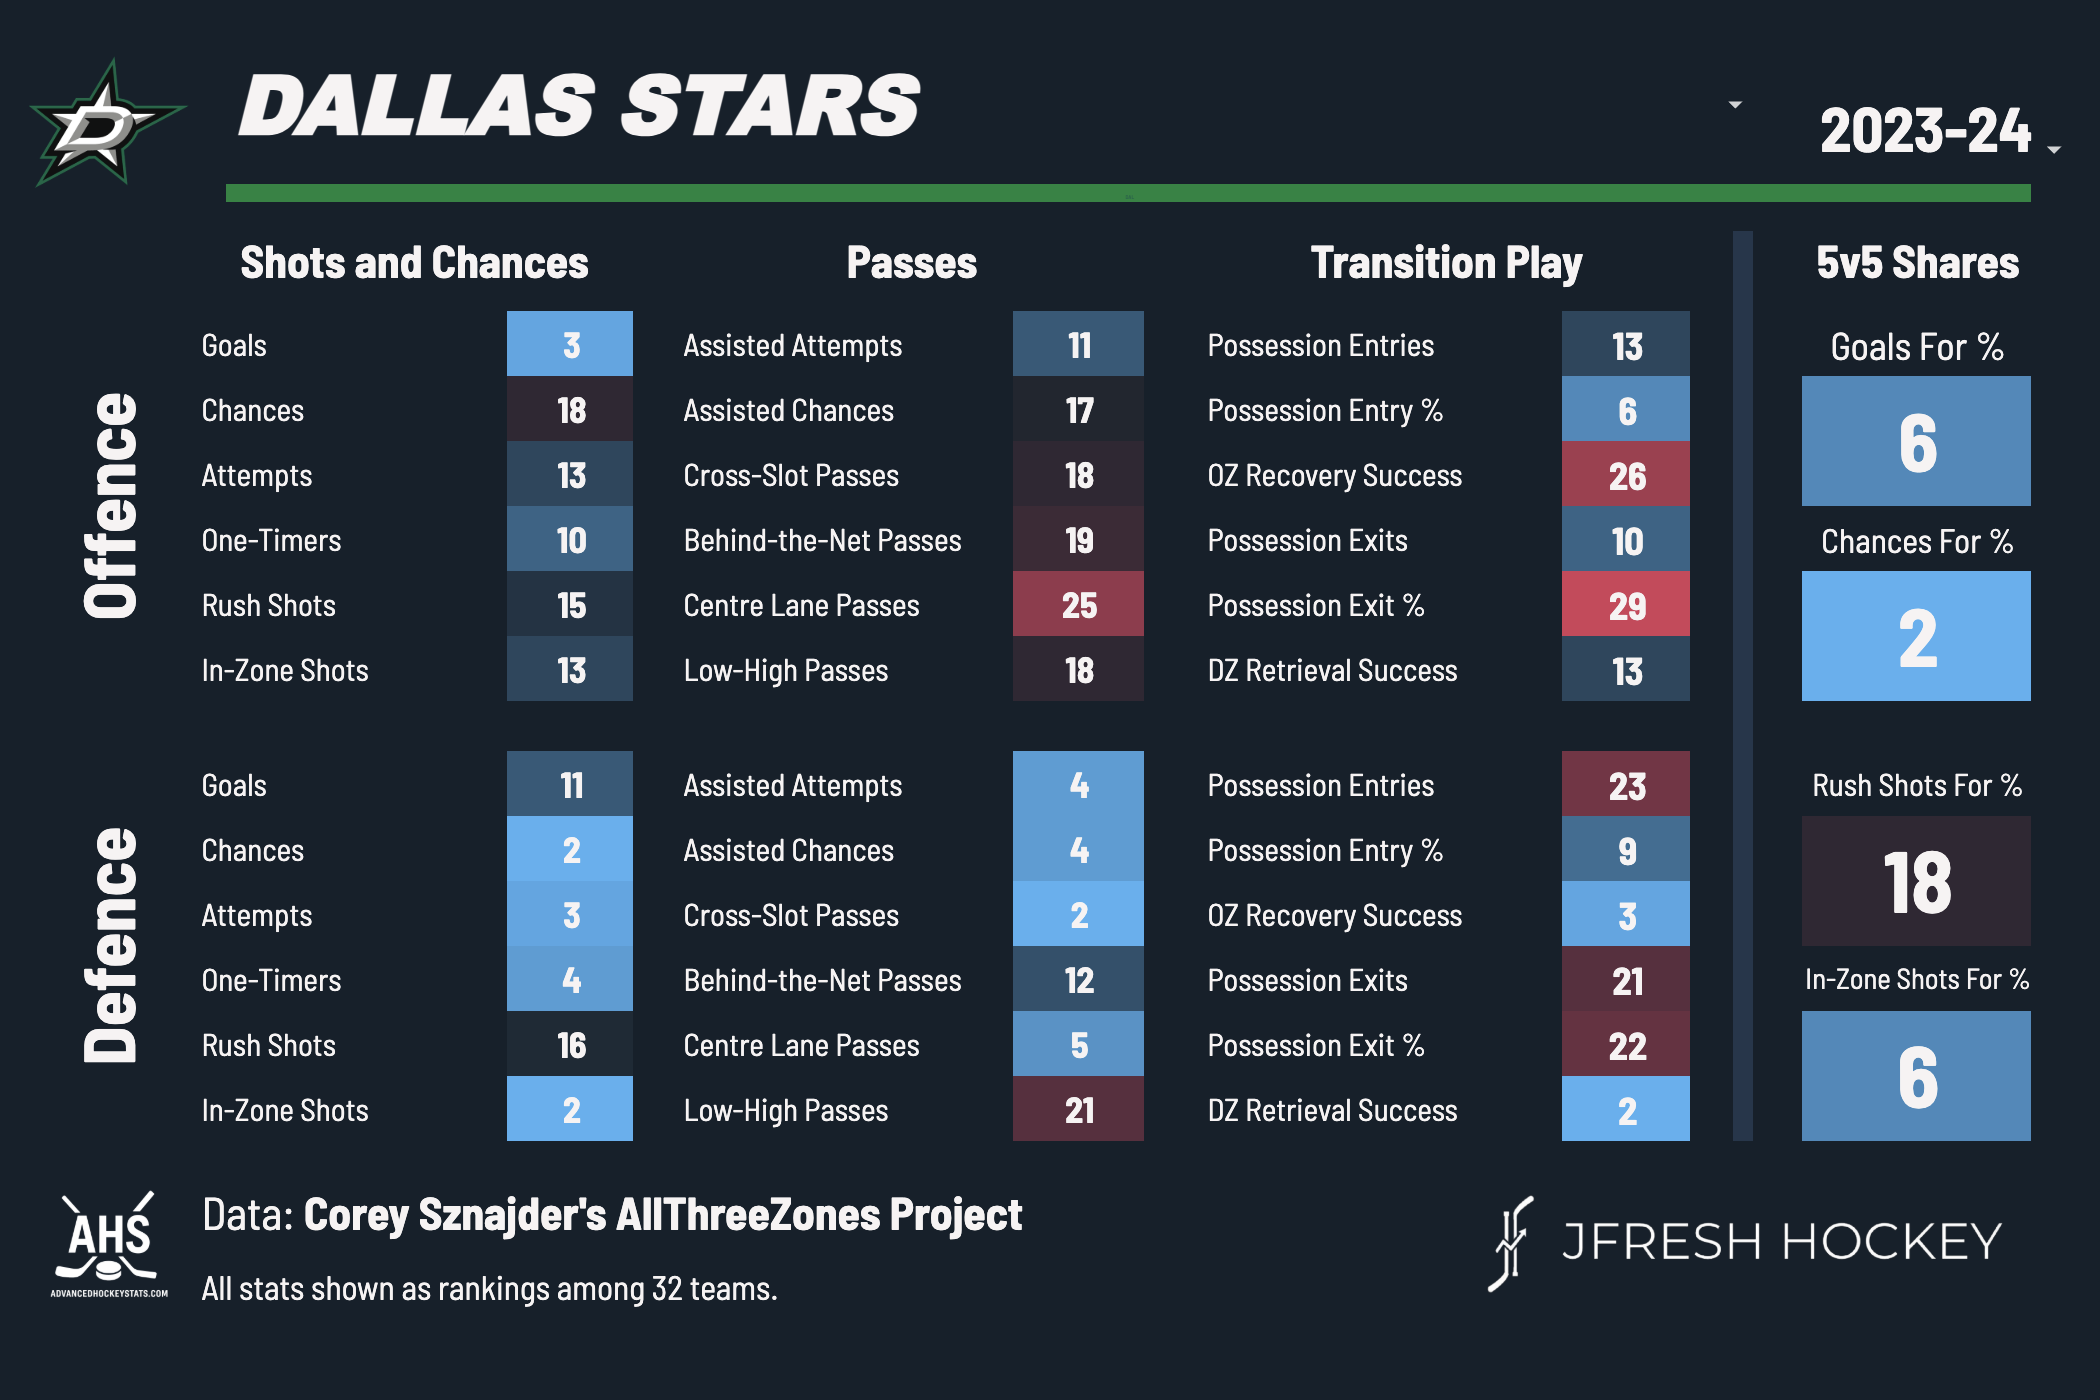 DALLAS STARS
2023-24
Shots and Chances
Passes
Transition Play
5v5 Shares
Offence
Goals 3
Chances 18
Attempts 13
One-Timers 10
Rush Shots 15
In-Zone Shots 13
Assisted Attempts 11
Assisted Chances 17
Cross-Slot Passes 18
Behind-the-Net Passes 19
Centre Lane Passes 25
Low-High Passes 18
Possession Entries 13
Possession Entry % 6
OZ Recovery Success 26
Possession Exits 10
Possession Exit % 29
DZ Retrieval Success 13
Goals For %
6
Chances For %
2
Defence
Goals 11
Chances 2
Attempts 3
One-Timers 4
Rush Shots 16
In-Zone Shots 2
Assisted Attempts 4
Assisted Chances 4
Cross-Slot Passes 2
Behind-the-Net Passes 12
Centre Lane Passes 5
Low-High Passes 21
Possession Entries 23
Possession Entry % 9
OZ Recovery Success 3
Possession Exits 21
Possession Exit % 22
DZ Retrieval Success 2
Rush Shots For %
18
In-Zone Shots For %
6
AHS
ADVANCEDHOCKEYSTATS.COM
Data: Corey Sznajder's AllThreeZones Project
All stats shown as rankings among 32 teams.
JFRESH HOCKEY